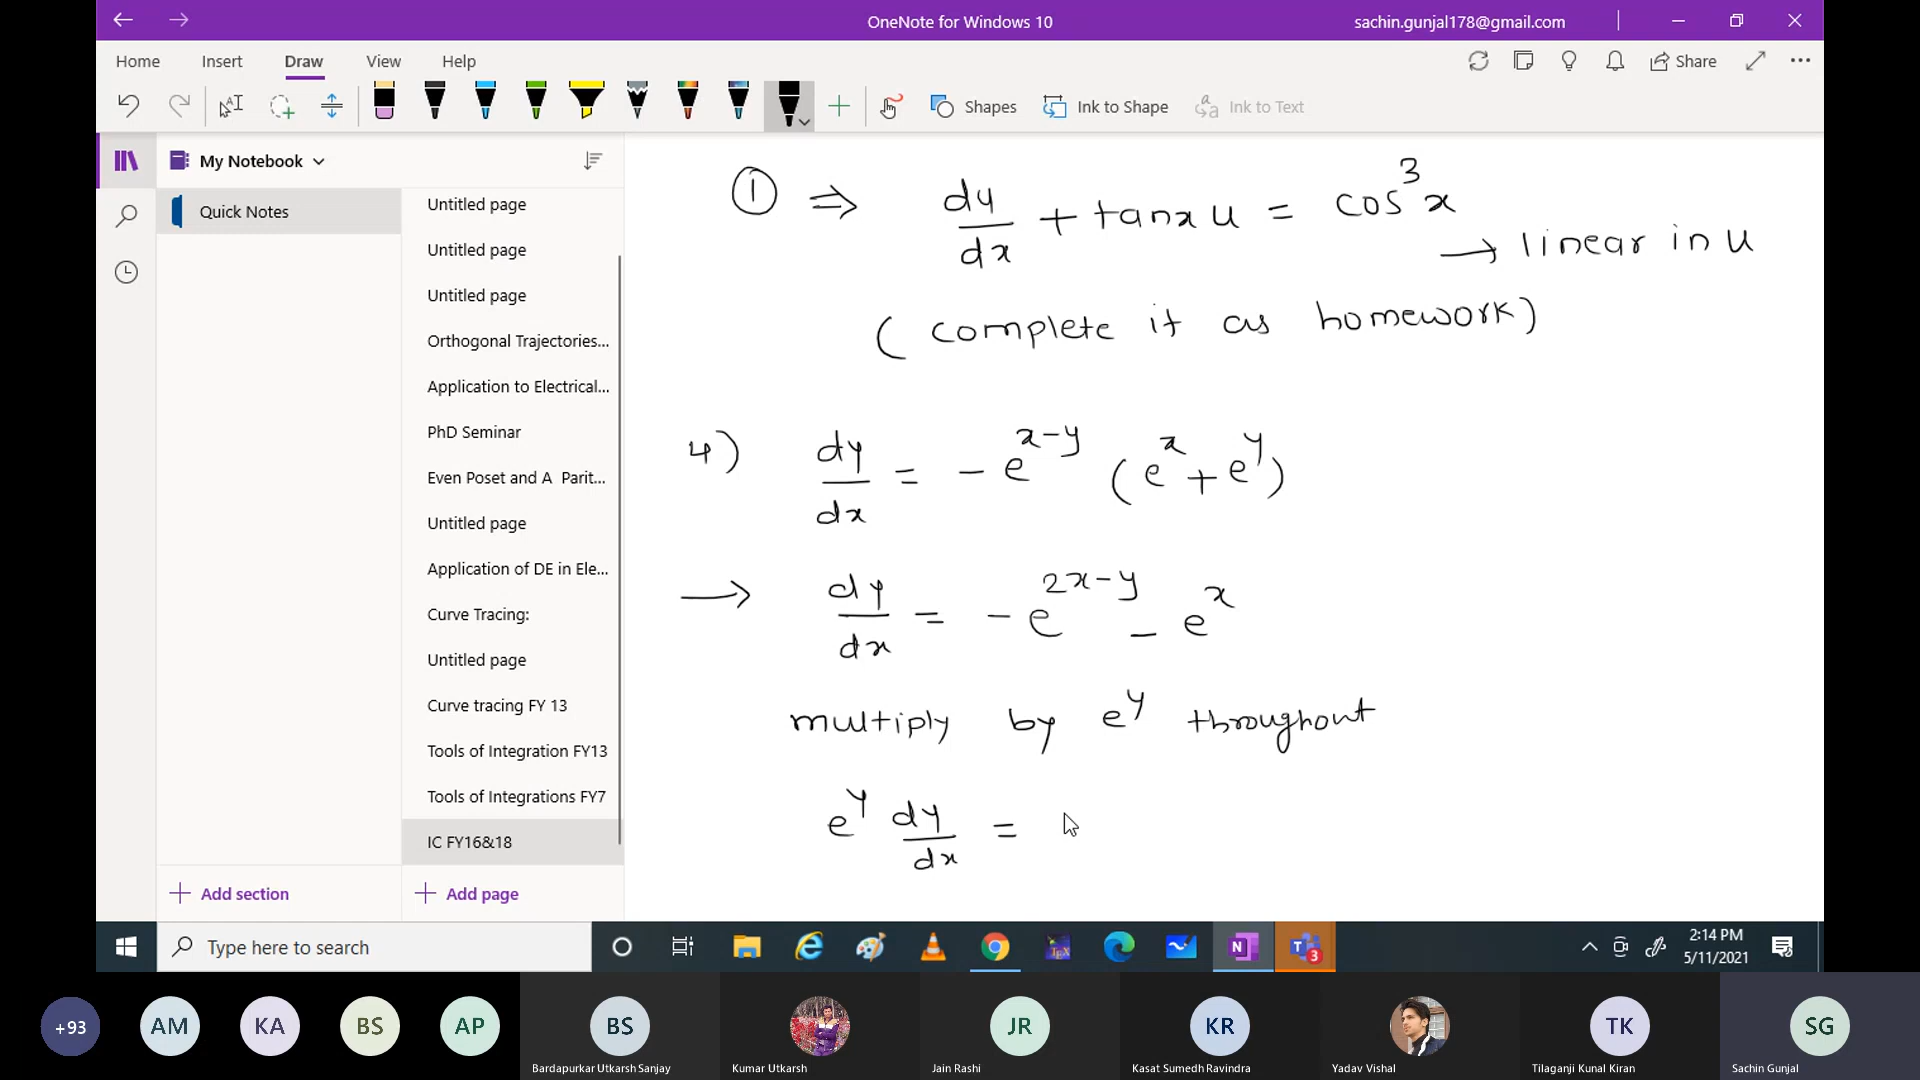 OneNote for Windows 10
sachin.gunjal178@gmail.com
Home Insert Draw View Help
Share
Shapes
Ink to Shape
Ink to Text
My Notebook
Quick Notes
Untitled page
Untitled page
Untitled page
Orthogonal Trajectories...
Application to Electrical...
PhD Seminar
Even Poset and A Parit...
Untitled page
Application of DE in Ele...
Curve Tracing:
Untitled page
Curve tracing FY 13
Tools of Integration FY13
Tools of Integrations FY7
IC FY16&18
Add section
Add page
① ⇒ du/dx + tanx u = cos³x
→ linear in u
( complete it as homework)
4) dy/dx = - e^(x-y) (e^x + e^y)
→ dy/dx = - e^(2x-y) - e^x
multiply by e^y throughout
e^y dy/dx =
Type here to search
2:14 PM
5/11/2021
3
+93
AM
KA
BS
AP
BS
JR
KR
TK
SG
Bardapurkar Utkarsh Sanjay
Kumar Utkarsh
Jain Rashi
Kasat Sumedh Ravindra
Yadav Vishal
Tilaganji Kunal Kiran
Sachin Gunjal